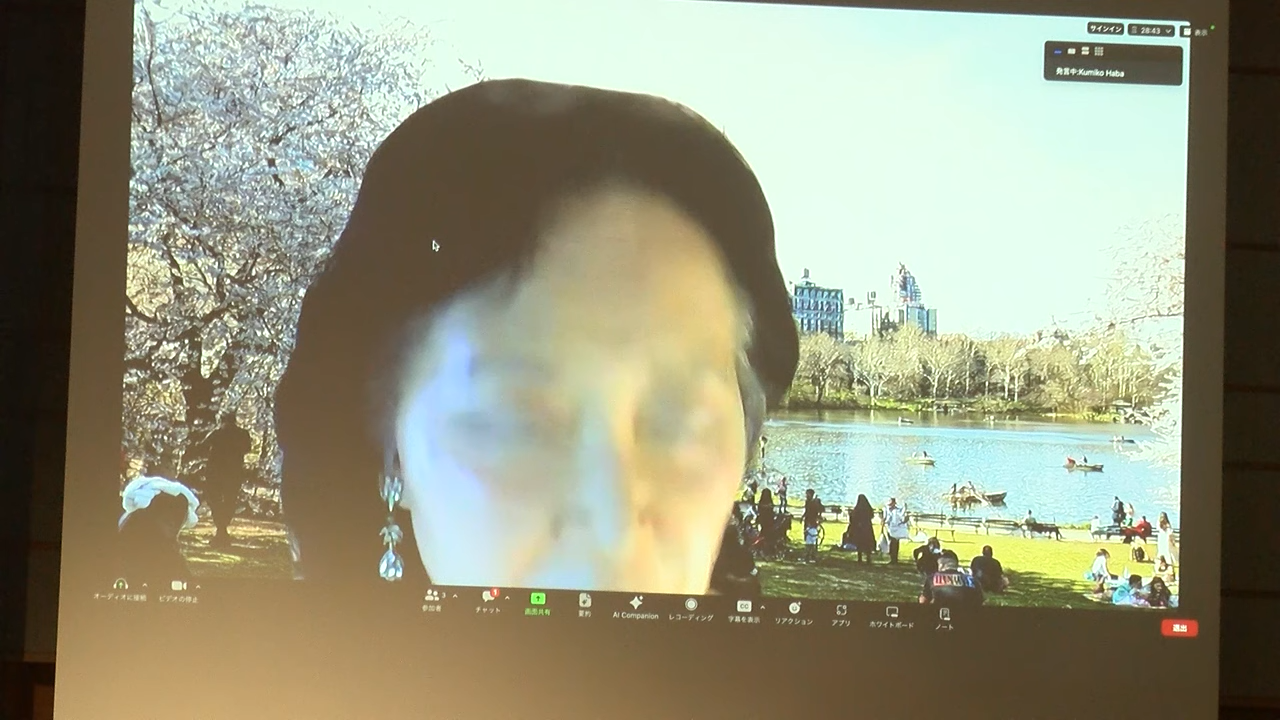 サインイン
28:43
表示
発言中:Kumiko Haba
オーディオに接続
ビデオの停止
参加者
3
チャット
1
画面共有
要約
AI Companion
レコーディング
CC
字幕を表示
リアクション
アプリ
ホワイトボード
ノート
退出